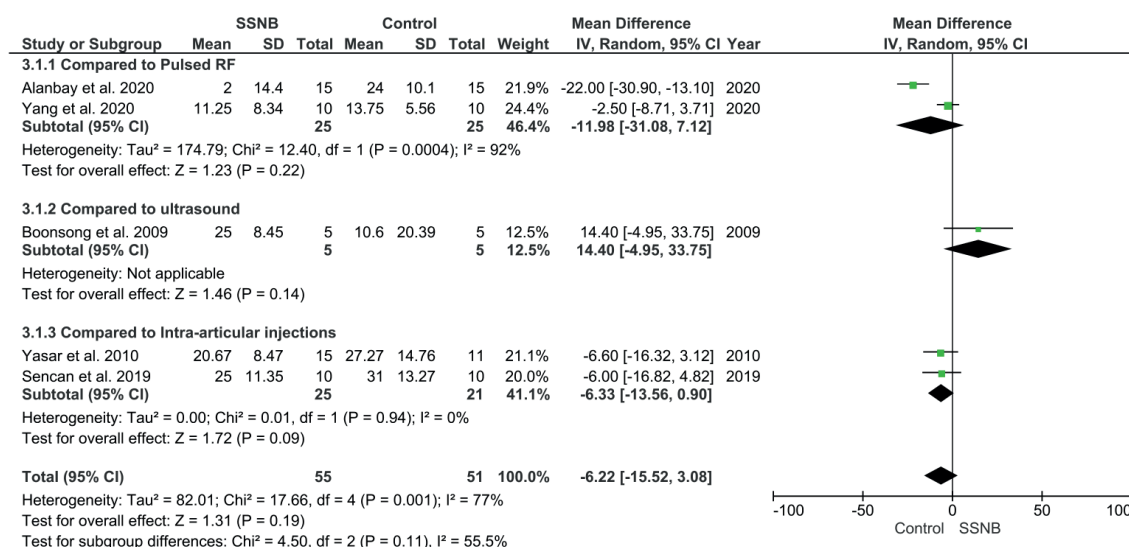 SSNB Control Mean Difference Mean Difference
Study or Subgroup Mean SD Total Mean SD Total Weight IV, Random, 95% CI Year IV, Random, 95% CI
3.1.1 Compared to Pulsed RF
Alanbay et al. 2020 2 14.4 15 24 10.1 15 21.9% -22.00 [-30.90, -13.10] 2020
Yang et al. 2020 11.25 8.34 10 13.75 5.56 10 24.4% -2.50 [-8.71, 3.71] 2020
Subtotal (95% CI) 25 25 46.4% -11.98 [-31.08, 7.12]
Heterogeneity: Tau² = 174.79; Chi² = 12.40, df = 1 (P = 0.0004); I² = 92%
Test for overall effect: Z = 1.23 (P = 0.22)
3.1.2 Compared to ultrasound
Boonsong et al. 2009 25 8.45 5 10.6 20.39 5 12.5% 14.40 [-4.95, 33.75] 2009
Subtotal (95% CI) 5 5 12.5% 14.40 [-4.95, 33.75]
Heterogeneity: Not applicable
Test for overall effect: Z = 1.46 (P = 0.14)
3.1.3 Compared to Intra-articular injections
Yasar et al. 2010 20.67 8.47 15 27.27 14.76 11 21.1% -6.60 [-16.32, 3.12] 2010
Sencan et al. 2019 25 11.35 10 31 13.27 10 20.0% -6.00 [-16.82, 4.82] 2019
Subtotal (95% CI) 25 21 41.1% -6.33 [-13.56, 0.90]
Heterogeneity: Tau² = 0.00; Chi² = 0.01, df = 1 (P = 0.94); I² = 0%
Test for overall effect: Z = 1.72 (P = 0.09)
Total (95% CI) 55 51 100.0% -6.22 [-15.52, 3.08]
Heterogeneity: Tau² = 82.01; Chi² = 17.66, df = 4 (P = 0.001); I² = 77%
Test for overall effect: Z = 1.31 (P = 0.19)
Test for subgroup differences: Chi² = 4.50, df = 2 (P = 0.11), I² = 55.5%
-100 -50 0 50 100
Control SSNB